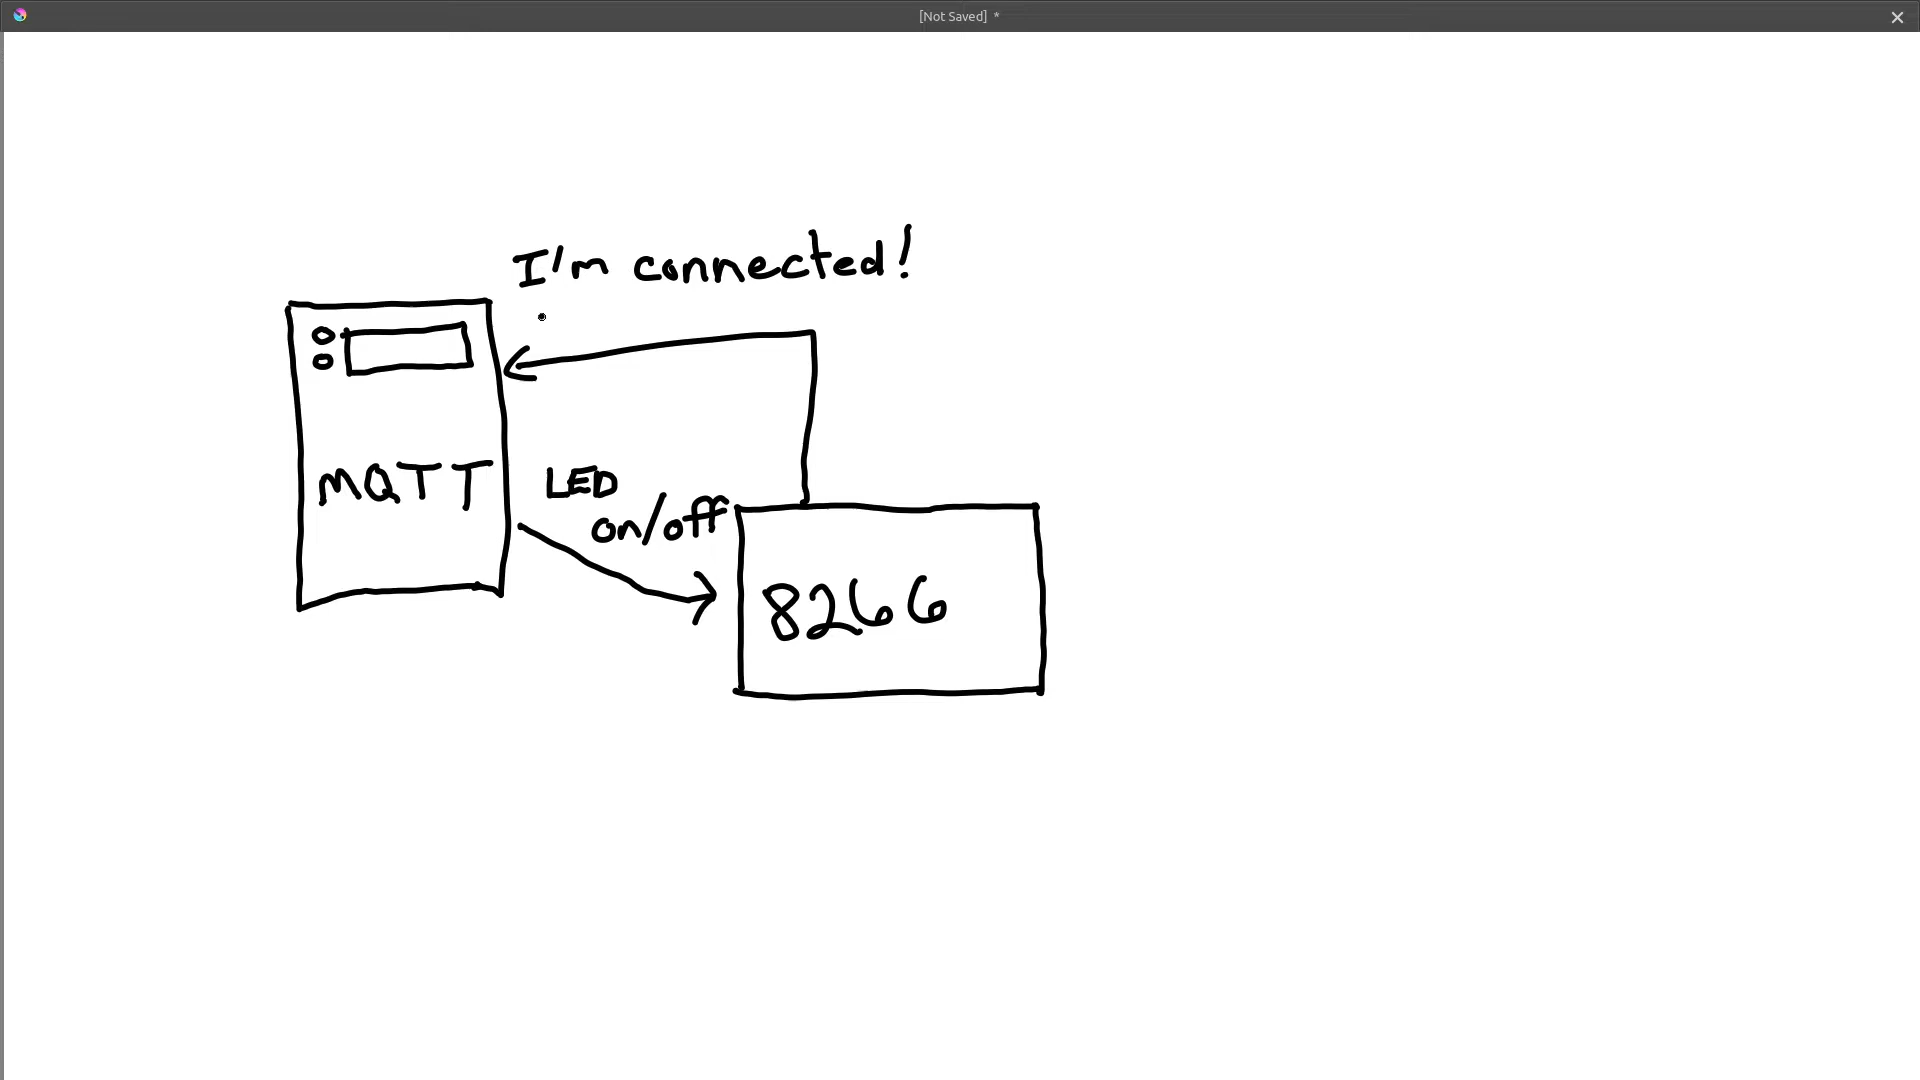 [Not Saved] *
I'm connected!
MQTT
LED
on/off
8266